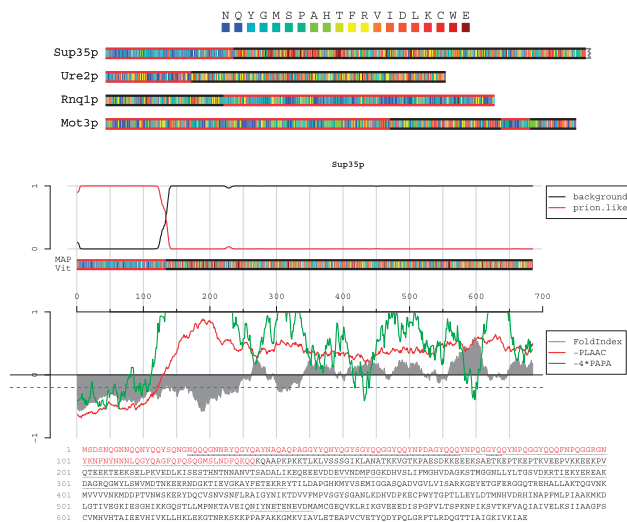 N Q Y G M S P A H T F R V I D L K C W E
Sup35p
Ure2p
Rnq1p
Mot3p
Sup35p
1
0
background
prion.like
MAP
Vit
0 100 200 300 400 500 600 700
1
0
-1
FoldIndex
-PLAAC
-4*PAPA
1 MSDSNQGNNQQNYQQYSQNGNQQQGNNRYQGYQAYNAQAQPAGGYYQNYQGYSGYQQGGYQQYNPDAGYQQQYNPQGGYQQYNPQGGYQQQFNPQGGRGN
101 YKNFNYNNNLQGYQAGFQPQSQGMSLNDFQKQQKQAAPKPKKTLKLVSSSGIKLANATKKVGTKPAESDKKEEEKSAETKEPTKEPTKVEEPVKKEEKPV
201 QTEEKTEEKSELPKVEDLKISESTHNTNNANVTSADALIKEQEEEVDDEVVNDMFGGKDHVSLIFMGHVDAGKSTMGGNLLYLTGSVDKRTIEKYEREAK
301 DAGRQGWYLSWVMDTNKEERNDGKTIEVGKAYFETEKRRYTILDAPGHKMYVSEMIGGASQADVGVLVISARKGEYETGFERGGQTREHALLAKTQGVNK
401 MVVVVNKMDDPTVNWSKERYDQCVSNVSNFLRAIGYNIKTDVVFMPVSGYSGANLKDHVDPKECPWYTGPTLLEYLDTMNHVDRHINAPFMLPIAAKMKD
501 LGTIVEGKIESGHIKKGQSTLLMPNKTAVEIQNIYNETENEVDMAMCGEQVKLRIKGVEEEDISPGFVLTSPKNPIKSVTKFVAQIAIVELKSIIAAGFS
601 CVMHVHTAIEEVHIVKLLHKLEKGTNRKSKKPPAFAKKGMKVIAVLETEAPVCVETYQDYPQLGRFTLRDQGTTIAIGKIVKIAE